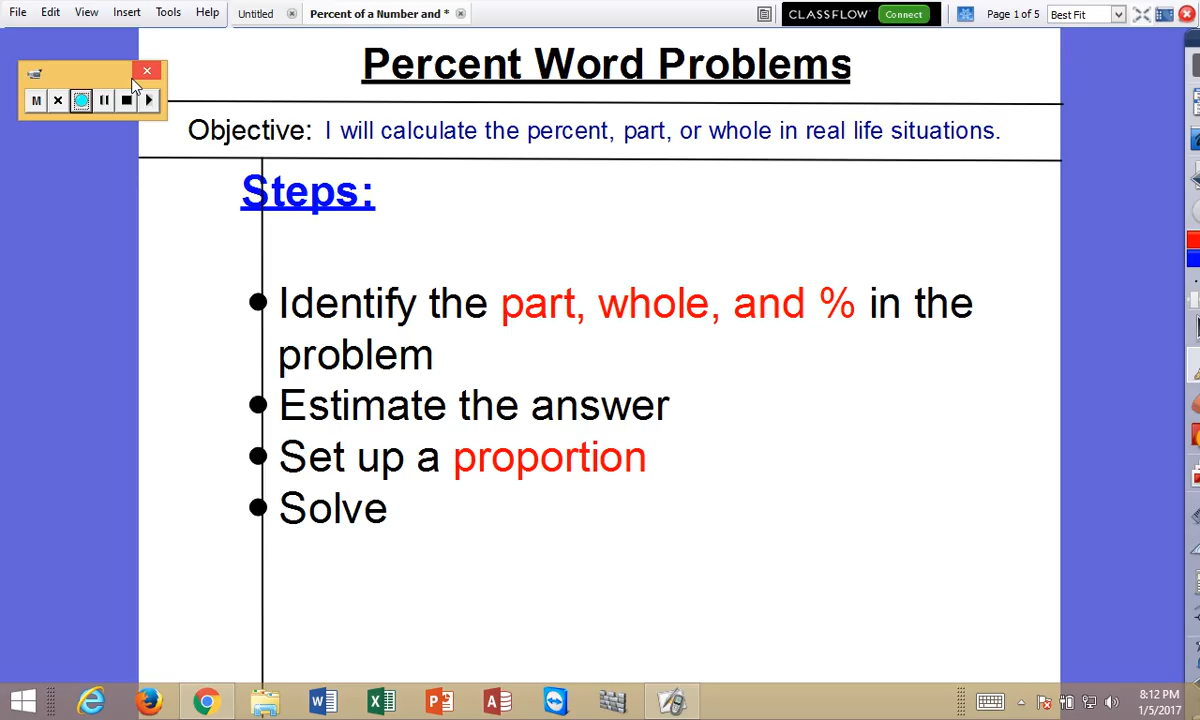 File Edit View Insert Tools Help Untitled Percent of a Number and * CLASSFLOW Connect Page 1 of 5 Best Fit
Percent Word Problems
M
Objective: I will calculate the percent, part, or whole in real life situations.
Steps:
• Identify the part, whole, and % in the
problem
• Estimate the answer
• Set up a proportion
• Solve
8:12 PM
1/5/2017